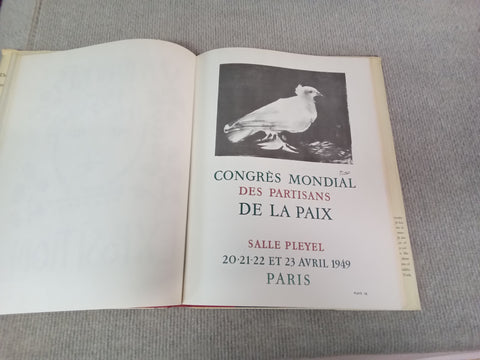 CONGRÈS MONDIAL
DES PARTISANS
DE LA PAIX
SALLE PLEYEL
20·21·22 ET 23 AVRIL 1949
PARIS